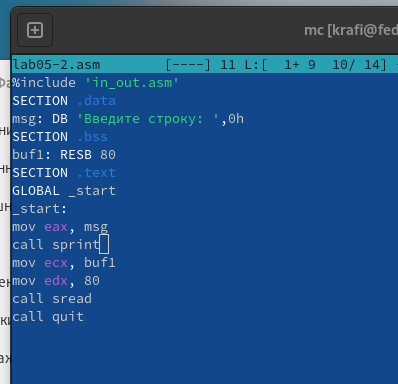 mc [krafi@fed
lab05-2.asm [----] 11 L:[ 1+ 9 10/ 14]
%include 'in_out.asm'
SECTION .data
msg: DB 'Введите строку: ',0h
SECTION .bss
buf1: RESB 80
SECTION .text
GLOBAL _start
_start:
mov eax, msg
call sprint
mov ecx, buf1
mov edx, 80
call sread
call quit